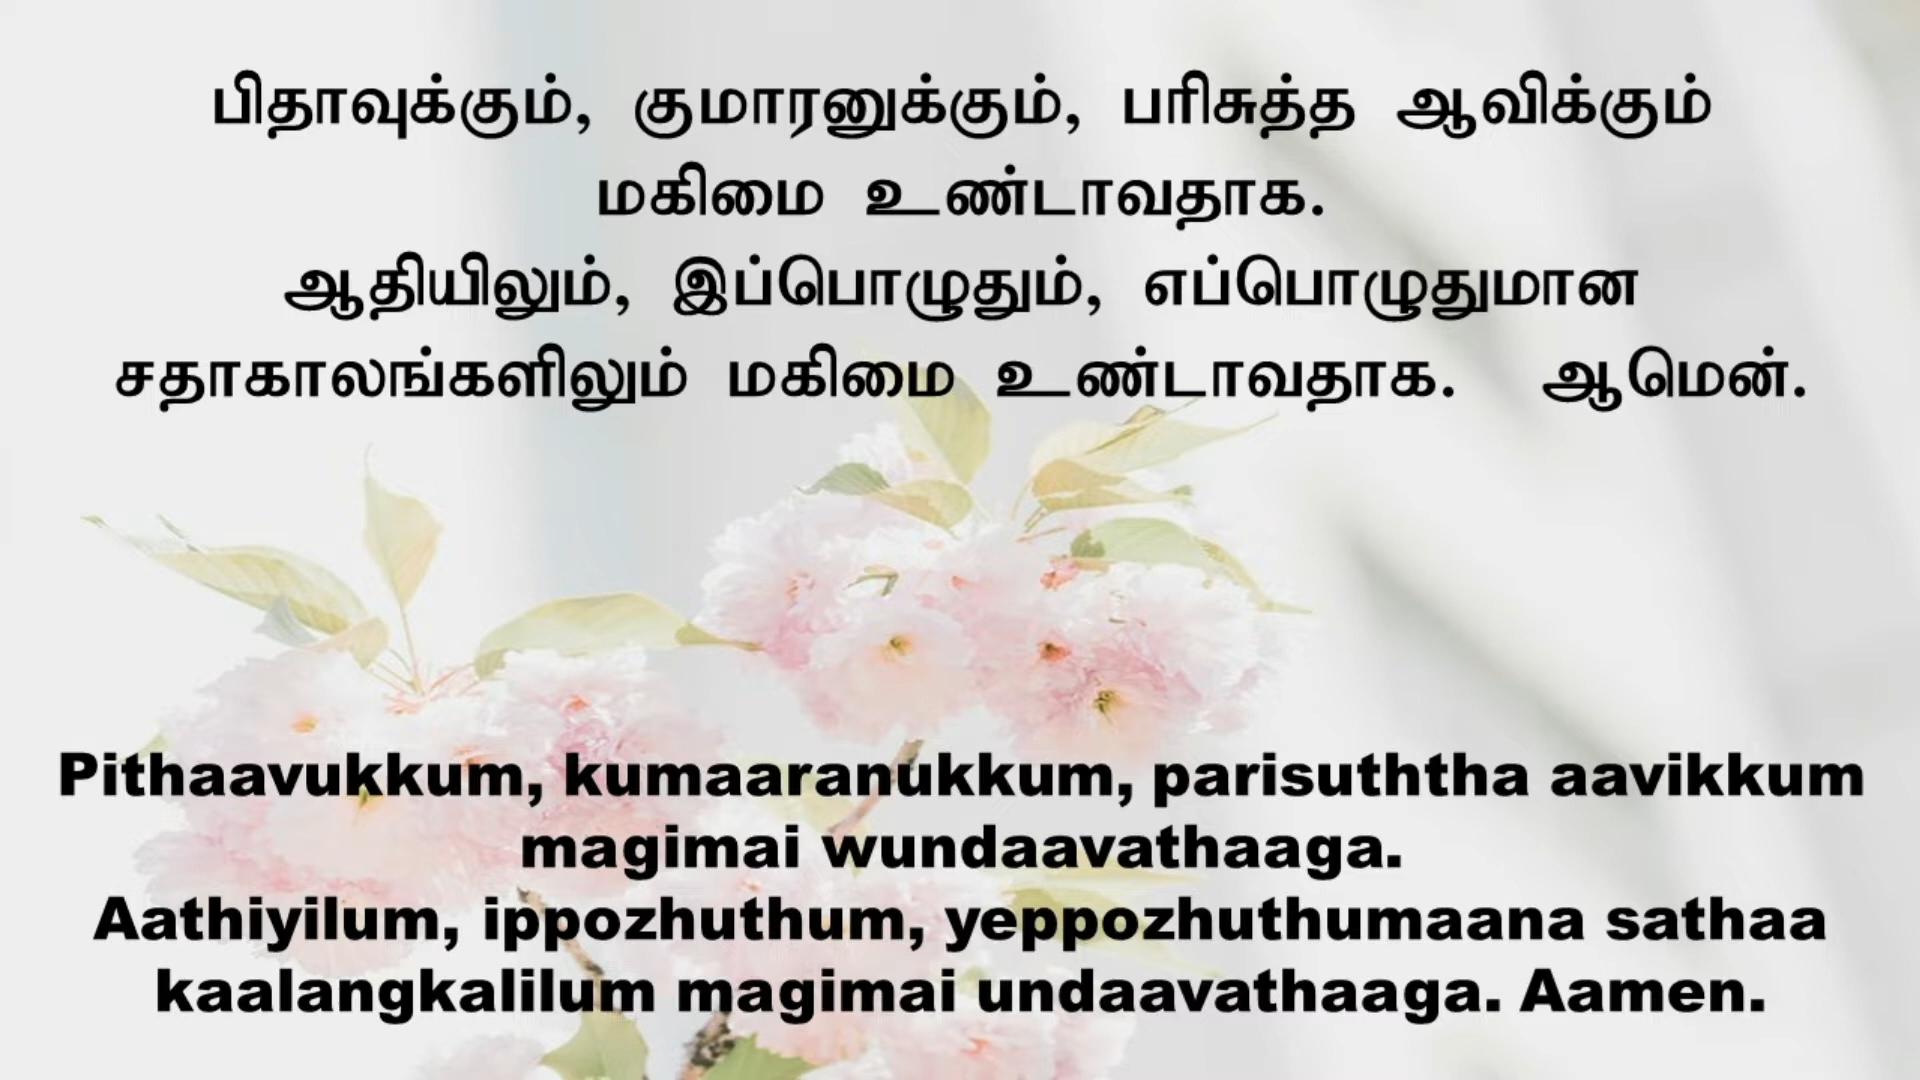 பிதாவுக்கும், குமாரனுக்கும், பரிசுத்த ஆவிக்கும்
மகிமை உண்டாவதாக.
ஆதியிலும், இப்பொழுதும், எப்பொழுதுமான
சதாகாலங்களிலும் மகிமை உண்டாவதாக. ஆமென்.
Pithaavukkum, kumaaranukkum, parisuththa aavikkum
magimai wundaavathaaga.
Aathiyilum, ippozhuthum, yeppozhuthumaana sathaa
kaalangkalilum magimai undaavathaaga. Aamen.